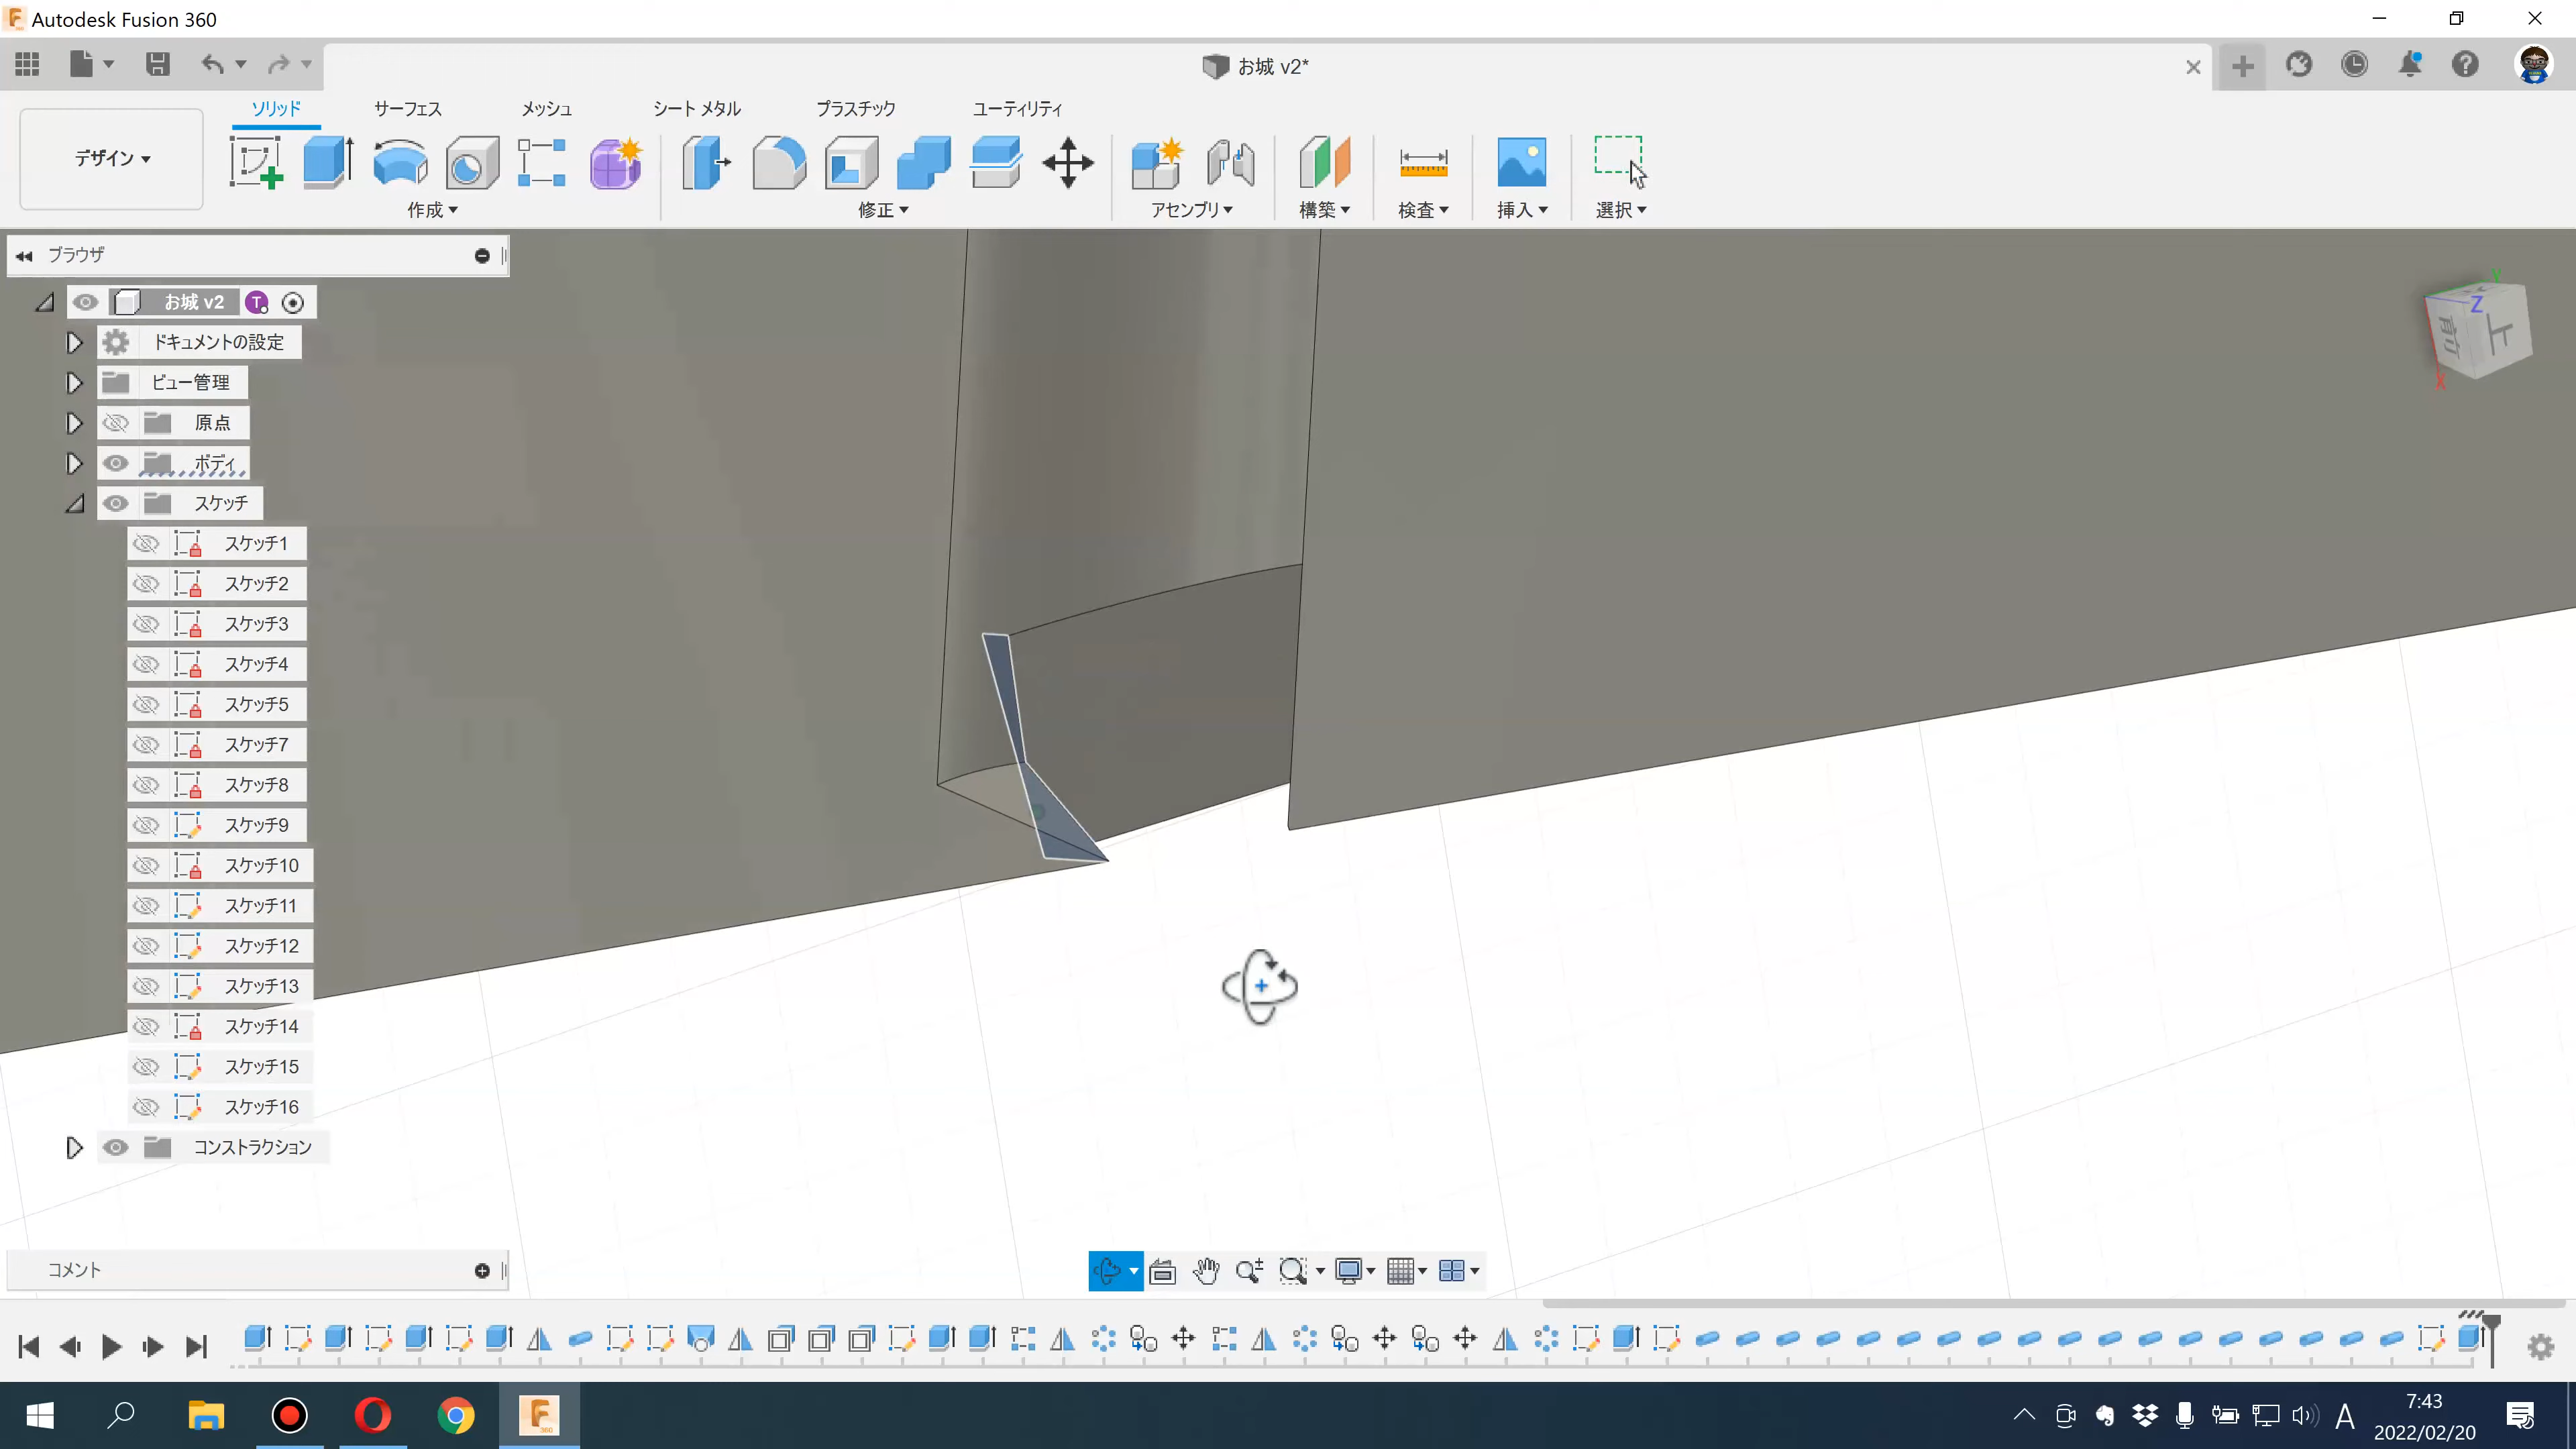 Autodesk Fusion 360
お城 v2*
ソリッド サーフェス メッシュ シート メタル プラスチック ユーティリティ
デザイン ▾
作成 ▾ 修正 ▾ アセンブリ ▾ 構築 ▾ 検査 ▾ 挿入 ▾ 選択 ▾
ブラウザ
お城 v2
ドキュメントの設定
ビュー管理
原点
ボディ
スケッチ
スケッチ1
スケッチ2
スケッチ3
スケッチ4
スケッチ5
スケッチ7
スケッチ8
スケッチ9
スケッチ10
スケッチ11
スケッチ12
スケッチ13
スケッチ14
スケッチ15
スケッチ16
コンストラクション
Y
Z
前 上
X
コメント
A
7:43
2022/02/20